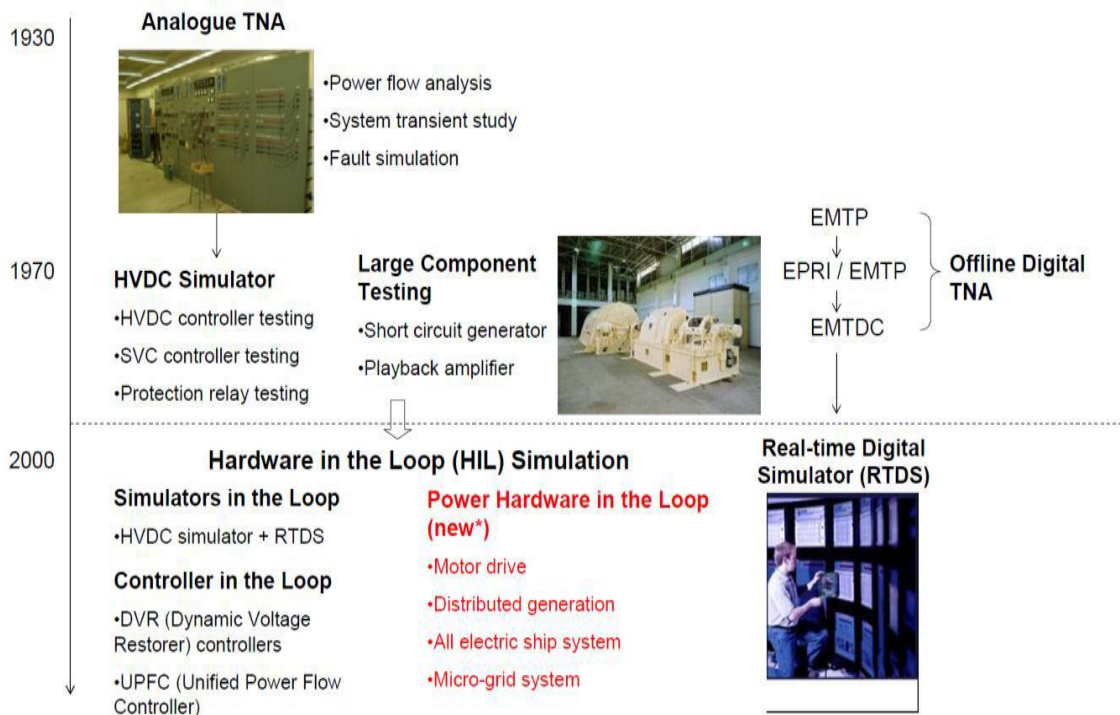 1930
Analogue TNA
•Power flow analysis
•System transient study
•Fault simulation
1970
HVDC Simulator
•HVDC controller testing
•SVC controller testing
•Protection relay testing
Large Component
Testing
•Short circuit generator
•Playback amplifier
EMTP
EPRI / EMTP
EMTDC
Offline Digital
TNA
2000
Hardware in the Loop (HIL) Simulation
Simulators in the Loop
•HVDC simulator + RTDS
Controller in the Loop
•DVR (Dynamic Voltage
Restorer) controllers
•UPFC (Unified Power Flow
Controller)
Power Hardware in the Loop
(new*)
•Motor drive
•Distributed generation
•All electric ship system
•Micro-grid system
Real-time Digital
Simulator (RTDS)